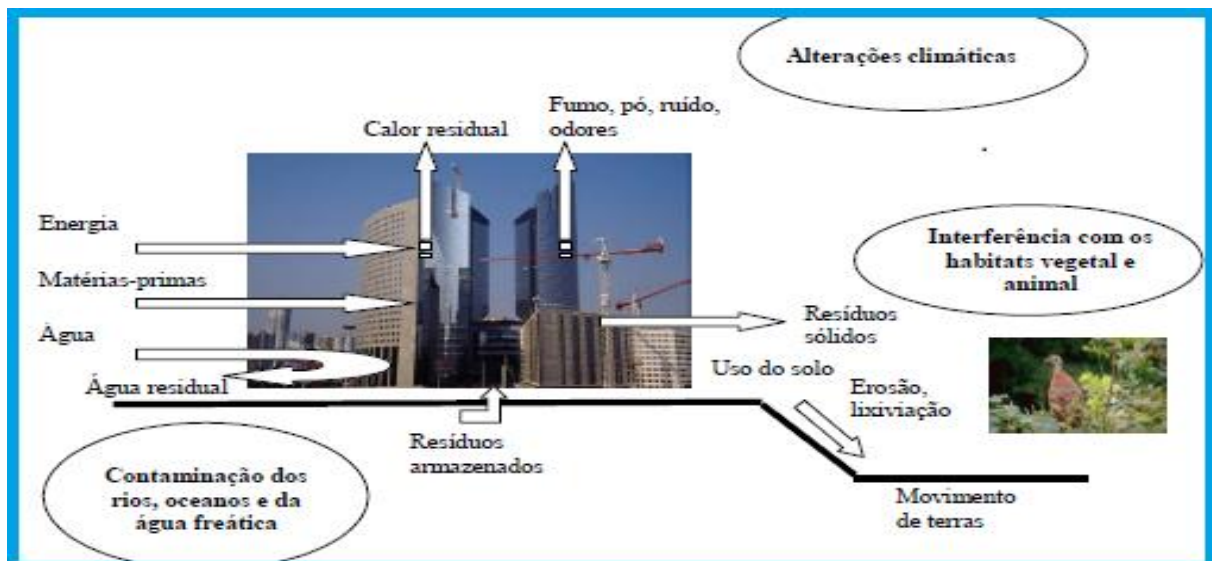 Alterações climáticas
Fumo, pó, ruído,
odores
Calor residual
Energia
Matérias-primas
Água
Água residual
Interferência com os
habitats vegetal e
animal
Resíduos
sólidos
Uso do solo
Erosão,
lixiviação
Resíduos
armazenados
Contaminação dos
rios, oceanos e da
água freática
Movimento
de terras